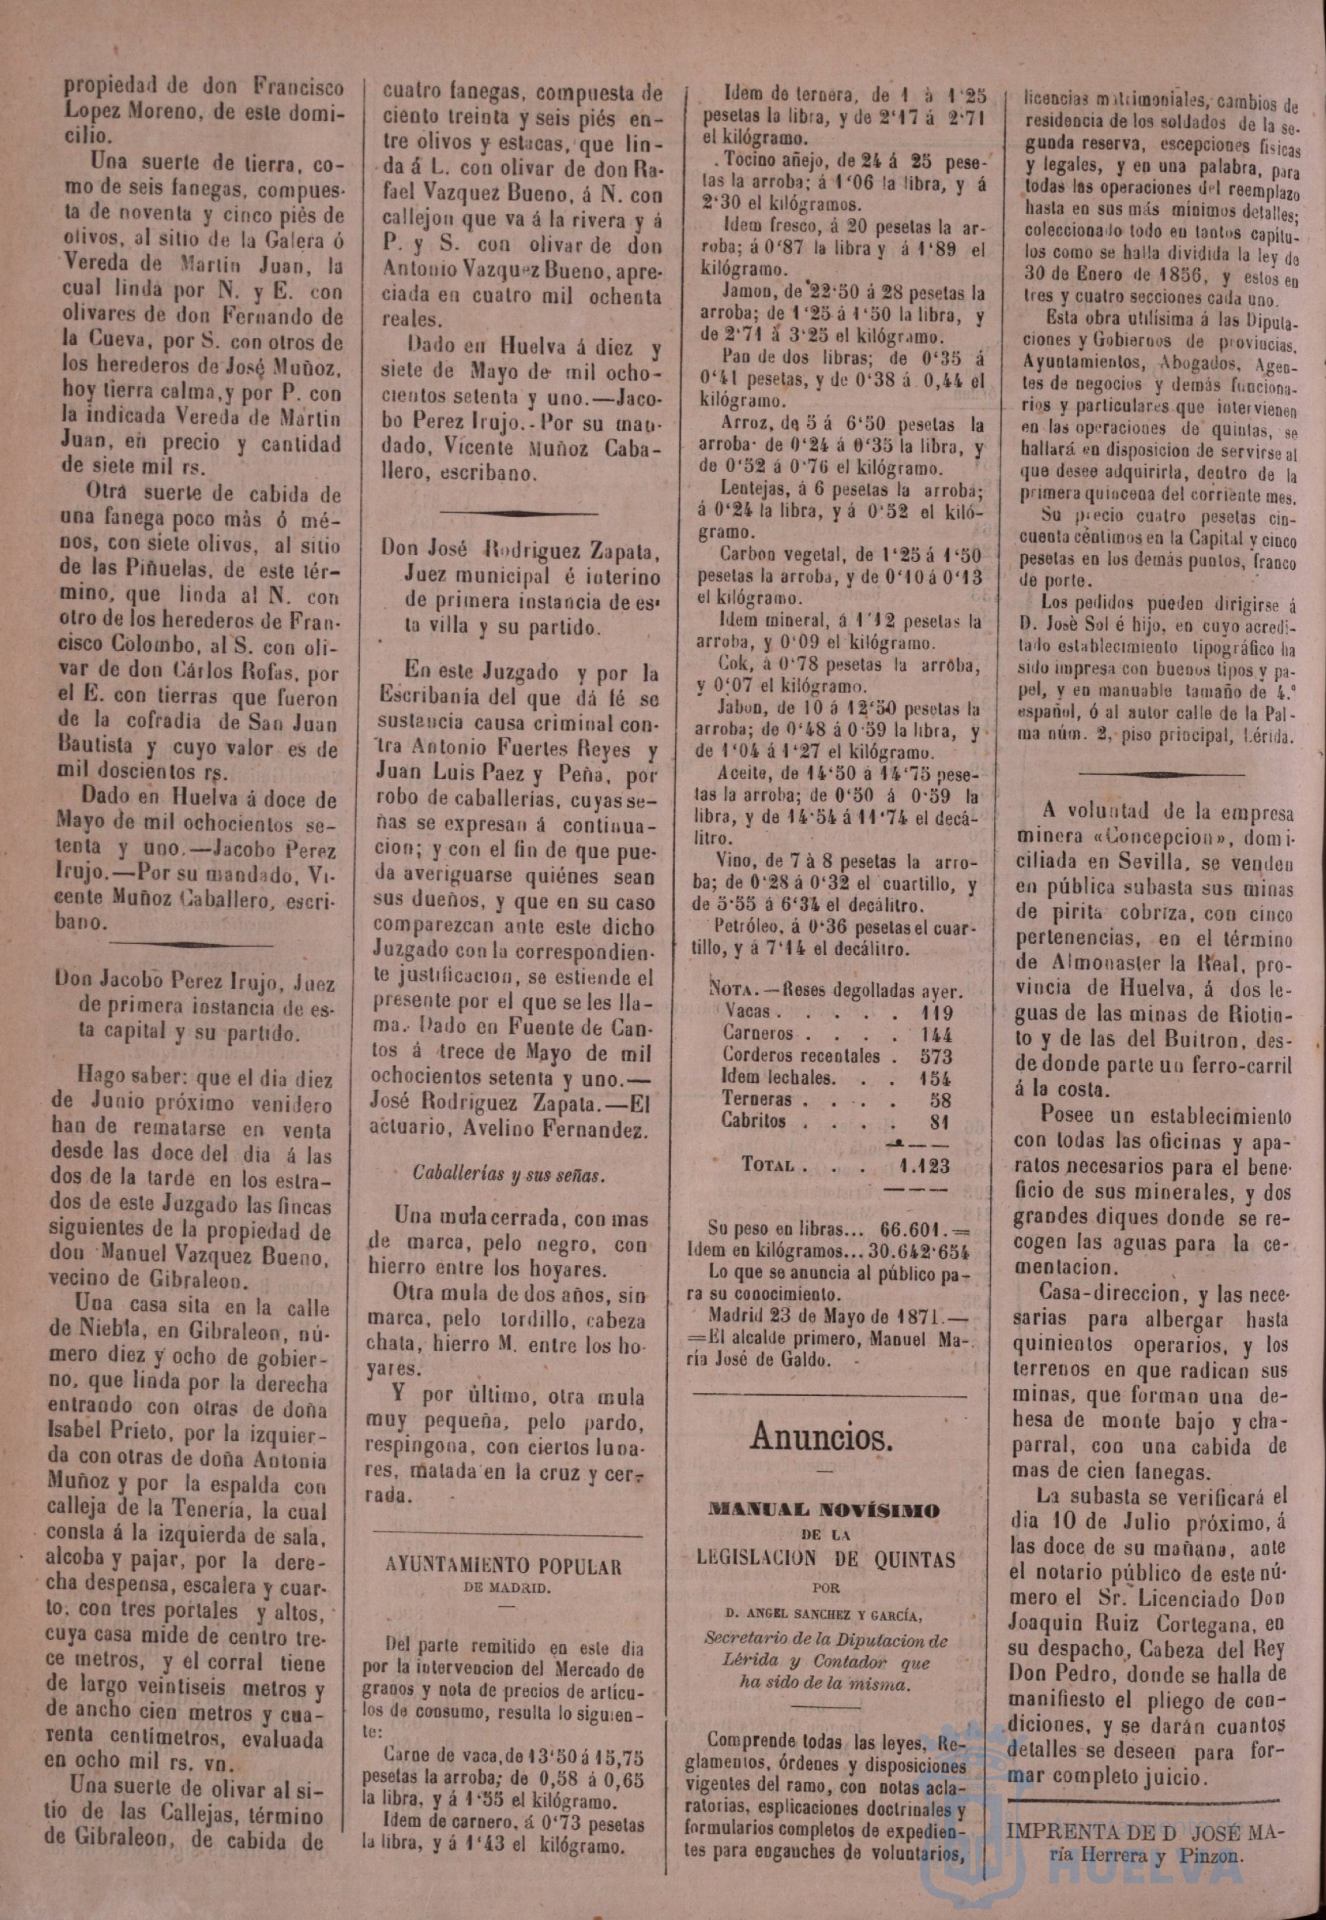 propiedad de don Francisco
Lopez Moreno, de este domi-
cilio.
Una suerte de tierra, co-
mo de seis fanegas, compues-
ta de noventa y cinco piés de
olivos, al sitio de la Galera ó
Vereda de Martin Juan, la
cual linda por N. y E. con
olivares de don Fernando de
la Cueva, por S. con otros de
los herederos de José Muñoz,
hoy tierra calma, y por P. con
la indicada Vereda de Martin
Juan, en precio y cantidad
de siete mil rs.
Otra suerte de cabida de
una fanega poco más ó mé-
nos, con siete olivos, al sitio
de las Piñuelas, de este tér-
mino, que linda al N. con
otro de los herederos de Fran-
cisco Colombo, al S. con oli-
var de don Cárlos Rofas, por
el E. con tierras que fueron
de la cofradia de San Juan
Bautista y cuyo valor es de
mil doscientos rs.
Dado en Huelva á doce de
Mayo de mil ochocientos se-
tenta y uno.—Jacobo Perez
Irujo.—Por su mandado, Vi-
cente Muñoz Caballero, escri-
bano.
Don Jacobo Perez Irujo, Juez
de primera instancia de es-
ta capital y su partido.
Hago saber: que el dia diez
de Junio próximo venidero
han de rematarse en venta
desde las doce del dia á las
dos de la tarde en los estra-
dos de este Juzgado las fincas
siguientes de la propiedad de
don Manuel Vazquez Bueno,
vecino de Gibraleon.
Una casa sita en la calle
de Niebla, en Gibraleon, nú-
mero diez y ocho de gobier-
no, que linda por la derecha
entrando con otras de doña
Isabel Prieto, por la izquier-
da con otras de doña Antonia
Muñoz y por la espalda con
calleja de la Tenería, la cual
consta á la izquierda de sala,
alcoba y pajar, por la dere-
cha despensa, escalera y cuar-
to: con tres portales y altos,
cuya casa mide de centro tre-
ce metros, y el corral tiene
de largo veintiseis metros y
de ancho cien metros y cua-
renta centímetros, evaluada
en ocho mil rs. vn.
Una suerte de olivar al si-
tio de las Callejas, término
de Gibraleon, de cabida de
cuatro fanegas, compuesta de
ciento treinta y seis piés en-
tre olivos y estacas, que lin-
da á L. con olivar de don Ra-
fael Vazquez Bueno, á N. con
callejon que va á la rivera y á
P. y S. con olivar de don
Antonio Vazquez Bueno, apre-
ciada en cuatro mil ochenta
reales.
Dado en Huelva á diez y
siete de Mayo de mil ocho-
cientos setenta y uno.—Jaco-
bo Perez Irujo.-Por su man-
dado, Vicente Muñoz Caba-
llero, escribano.
Don José Rodriguez Zapata,
Juez municipal é interino
de primera instancia de es-
ta villa y su partido.
En este Juzgado y por la
Escribanía del que dá fé se
sustancia causa criminal con-
tra Antonio Fuertes Reyes y
Juan Luis Paez y Peña, por
robo de caballerías, cuyas se-
ñas se expresan á continua-
cion; y con el fin de que pue-
da averiguarse quiénes sean
sus dueños, y que en su caso
comparezcan ante este dicho
Juzgado con la correspondien-
te justificacion, se estiende el
presente por el que se les lla-
ma. Dado en Fuente de Can-
tos á trece de Mayo de mil
ochocientos setenta y uno.—
José Rodriguez Zapata.—El
actuario, Avelino Fernandez.
Caballerías y sus señas.
Una mula cerrada, con mas
de marca, pelo negro, con
hierro entre los hoyares.
Otra mula de dos años, sin
marca, pelo tordillo, cabeza
chata, hierro M. entre los ho-
yares.
Y por último, otra mula
muy pequeña, pelo pardo,
respingona, con ciertos luna-
res, matada en la cruz y cer-
rada.
AYUNTAMIENTO POPULAR
DE MADRID.
Del parte remitido en este dia
por la intervencion del Mercado de
granos y nota de precios de artícu-
los de consumo, resulta lo siguien-
te:
Carne de vaca, de 13'50 á 15,75
pesetas la arroba; de 0,58 á 0,65
la libra, y á 1'55 el kilógramo.
Idem de carnero, á 0'73 pesetas
la libra, y á 1'43 el kilógramo.
Idem de ternera, de 1 á 1'25
pesetas la libra, y de 2'17 á 2'71
el kilógramo.
Tocino añejo, de 24 á 25 pese-
tas la arroba; á 1'06 la libra, y á
2'30 el kilógramos.
Idem fresco, á 20 pesetas la ar-
roba; á 0'87 la libra y á 1'89 el
kilógramo.
Jamon, de 22'50 á 28 pesetas la
arroba; de 1'25 á 1'50 la libra, y
de 2'71 á 3'25 el kilógramo.
Pan de dos libras; de 0'35 á
0'41 pesetas, y de 0'38 á 0,44 el
kilógramo.
Arroz, de 5 á 6'50 pesetas la
arroba- de 0'24 á 0'35 la libra, y
de 0'52 á 0'76 el kilógramo.
Lentejas, á 6 pesetas la arroba;
á 0'24 la libra, y á 0'52 el kiló-
gramo.
Carbon vegetal, de 1'25 á 1'50
pesetas la arroba, y de 0'10 á 0'13
el kilógramo.
Idem mineral, á 1'12 pesetas la
arroba, y 0'09 el kilógramo.
Cok, á 0'78 pesetas la arroba,
y 0'07 el kilógramo.
Jabon, de 10 á 12'50 pesetas la
arroba; de 0'48 á 0'59 la libra, y
de 1'04 á 1'27 el kilógramo.
Aceite, de 14'50 á 14'75 pese-
tas la arroba; de 0'50 á 0'59 la
libra, y de 14'54 á 11'74 el decá-
litro.
Vino, de 7 à 8 pesetas la arro-
ba; de 0'28 á 0'32 el cuartillo, y
de 5'55 á 6'34 el decálitro.
Petróleo, á 0'36 pesetas el cuar-
tillo, y á 7'14 el decálitro.
NOTA.—Reses degolladas ayer.
Vacas . . . . . 119
Carneros . . . . 144
Corderos recentales . 573
Idem lechales. . . 154
Terneras . . . . 58
Cabritos . . . . 81
TOTAL . . . 1.123
Su peso en libras... 66.601.=
Idem en kilógramos... 30.642'654
Lo que se anuncia al público pa-
ra su conocimiento.
Madrid 23 de Mayo de 1871.—
=El alcalde primero, Manuel Ma-
ría José de Galdo.
Anuncios.
MANUAL NOVÍSIMO
DE LA
LEGISLACION DE QUINTAS
POR
D. ANGEL SANCHEZ Y GARCÍA,
Secretario de la Diputacion de
Lérida y Contador que
ha sido de la misma.
Comprende todas las leyes, Re-
glamentos, órdenes y disposiciones
vigentes del ramo, con notas acla-
ratorias, esplicaciones doctrinales y
formularios completos de expedien-
tes para enganches de voluntarios,
licencias matrimoniales, cambios de
residencia de los soldados de la se-
gunda reserva, escepciones físicas
y legales, y en una palabra, para
todas las operaciones del reemplazo
hasta en sus más mínimos detalles;
coleccionado todo en tantos capítu-
los como se halla dividida la ley de
30 de Enero de 1856, y estos en
tres y cuatro secciones cada uno.
Esta obra utilísima á las Diputa-
ciones y Gobiernos de provincias,
Ayuntamientos, Abogados, Agen-
tes de negocios y demás funciona-
rios y particulares que intervienen
en las operaciones de quintas, se
hallará en disposicion de servirse al
que desee adquirirla, dentro de la
primera quincena del corriente mes.
Su precio cuatro pesetas cin-
cuenta céntimos en la Capital y cinco
pesetas en los demás puntos, franco
de porte.
Los pedidos pueden dirigirse á
D. Josè Sol é hijo, en cuyo acredi-
tado establecimiento tipográfico ha
sido impresa con buenos tipos y pa-
pel, y en manuable tamaño de 4.º
español, ó al autor calle de la Pal-
ma núm. 2, piso principal, Lérida.
A voluntad de la empresa
minera «Concepcion», domi-
ciliada en Sevilla, se venden
en pública subasta sus minas
de pirita cobriza, con cinco
pertenencias, en el término
de Almonaster la Real, pro-
vincia de Huelva, á dos le-
guas de las minas de Riotin-
to y de las del Buitron, des-
de donde parte un ferro-carril
á la costa.
Posee un establecimiento
con todas las oficinas y apa-
ratos necesarios para el bene-
ficio de sus minerales, y dos
grandes diques donde se re-
cogen las aguas para la ce-
mentacion.
Casa-direccion, y las nece-
sarias para albergar hasta
quinientos operarios, y los
terrenos en que radican sus
minas, que forman una de-
hesa de monte bajo y cha-
parral, con una cabida de
mas de cien fanegas.
La subasta se verificará el
dia 10 de Julio próximo, á
las doce de su mañana, ante
el notario público de este nú-
mero el Sr. Licenciado Don
Joaquin Ruiz Cortegana, en
su despacho, Cabeza del Rey
Don Pedro, donde se halla de
manifiesto el pliego de con-
diciones, y se darán cuantos
detalles se deseen para for-
mar completo juicio.
IMPRENTA DE D JOSÉ MA-
ría Herrera y Pinzon.
HUELVA